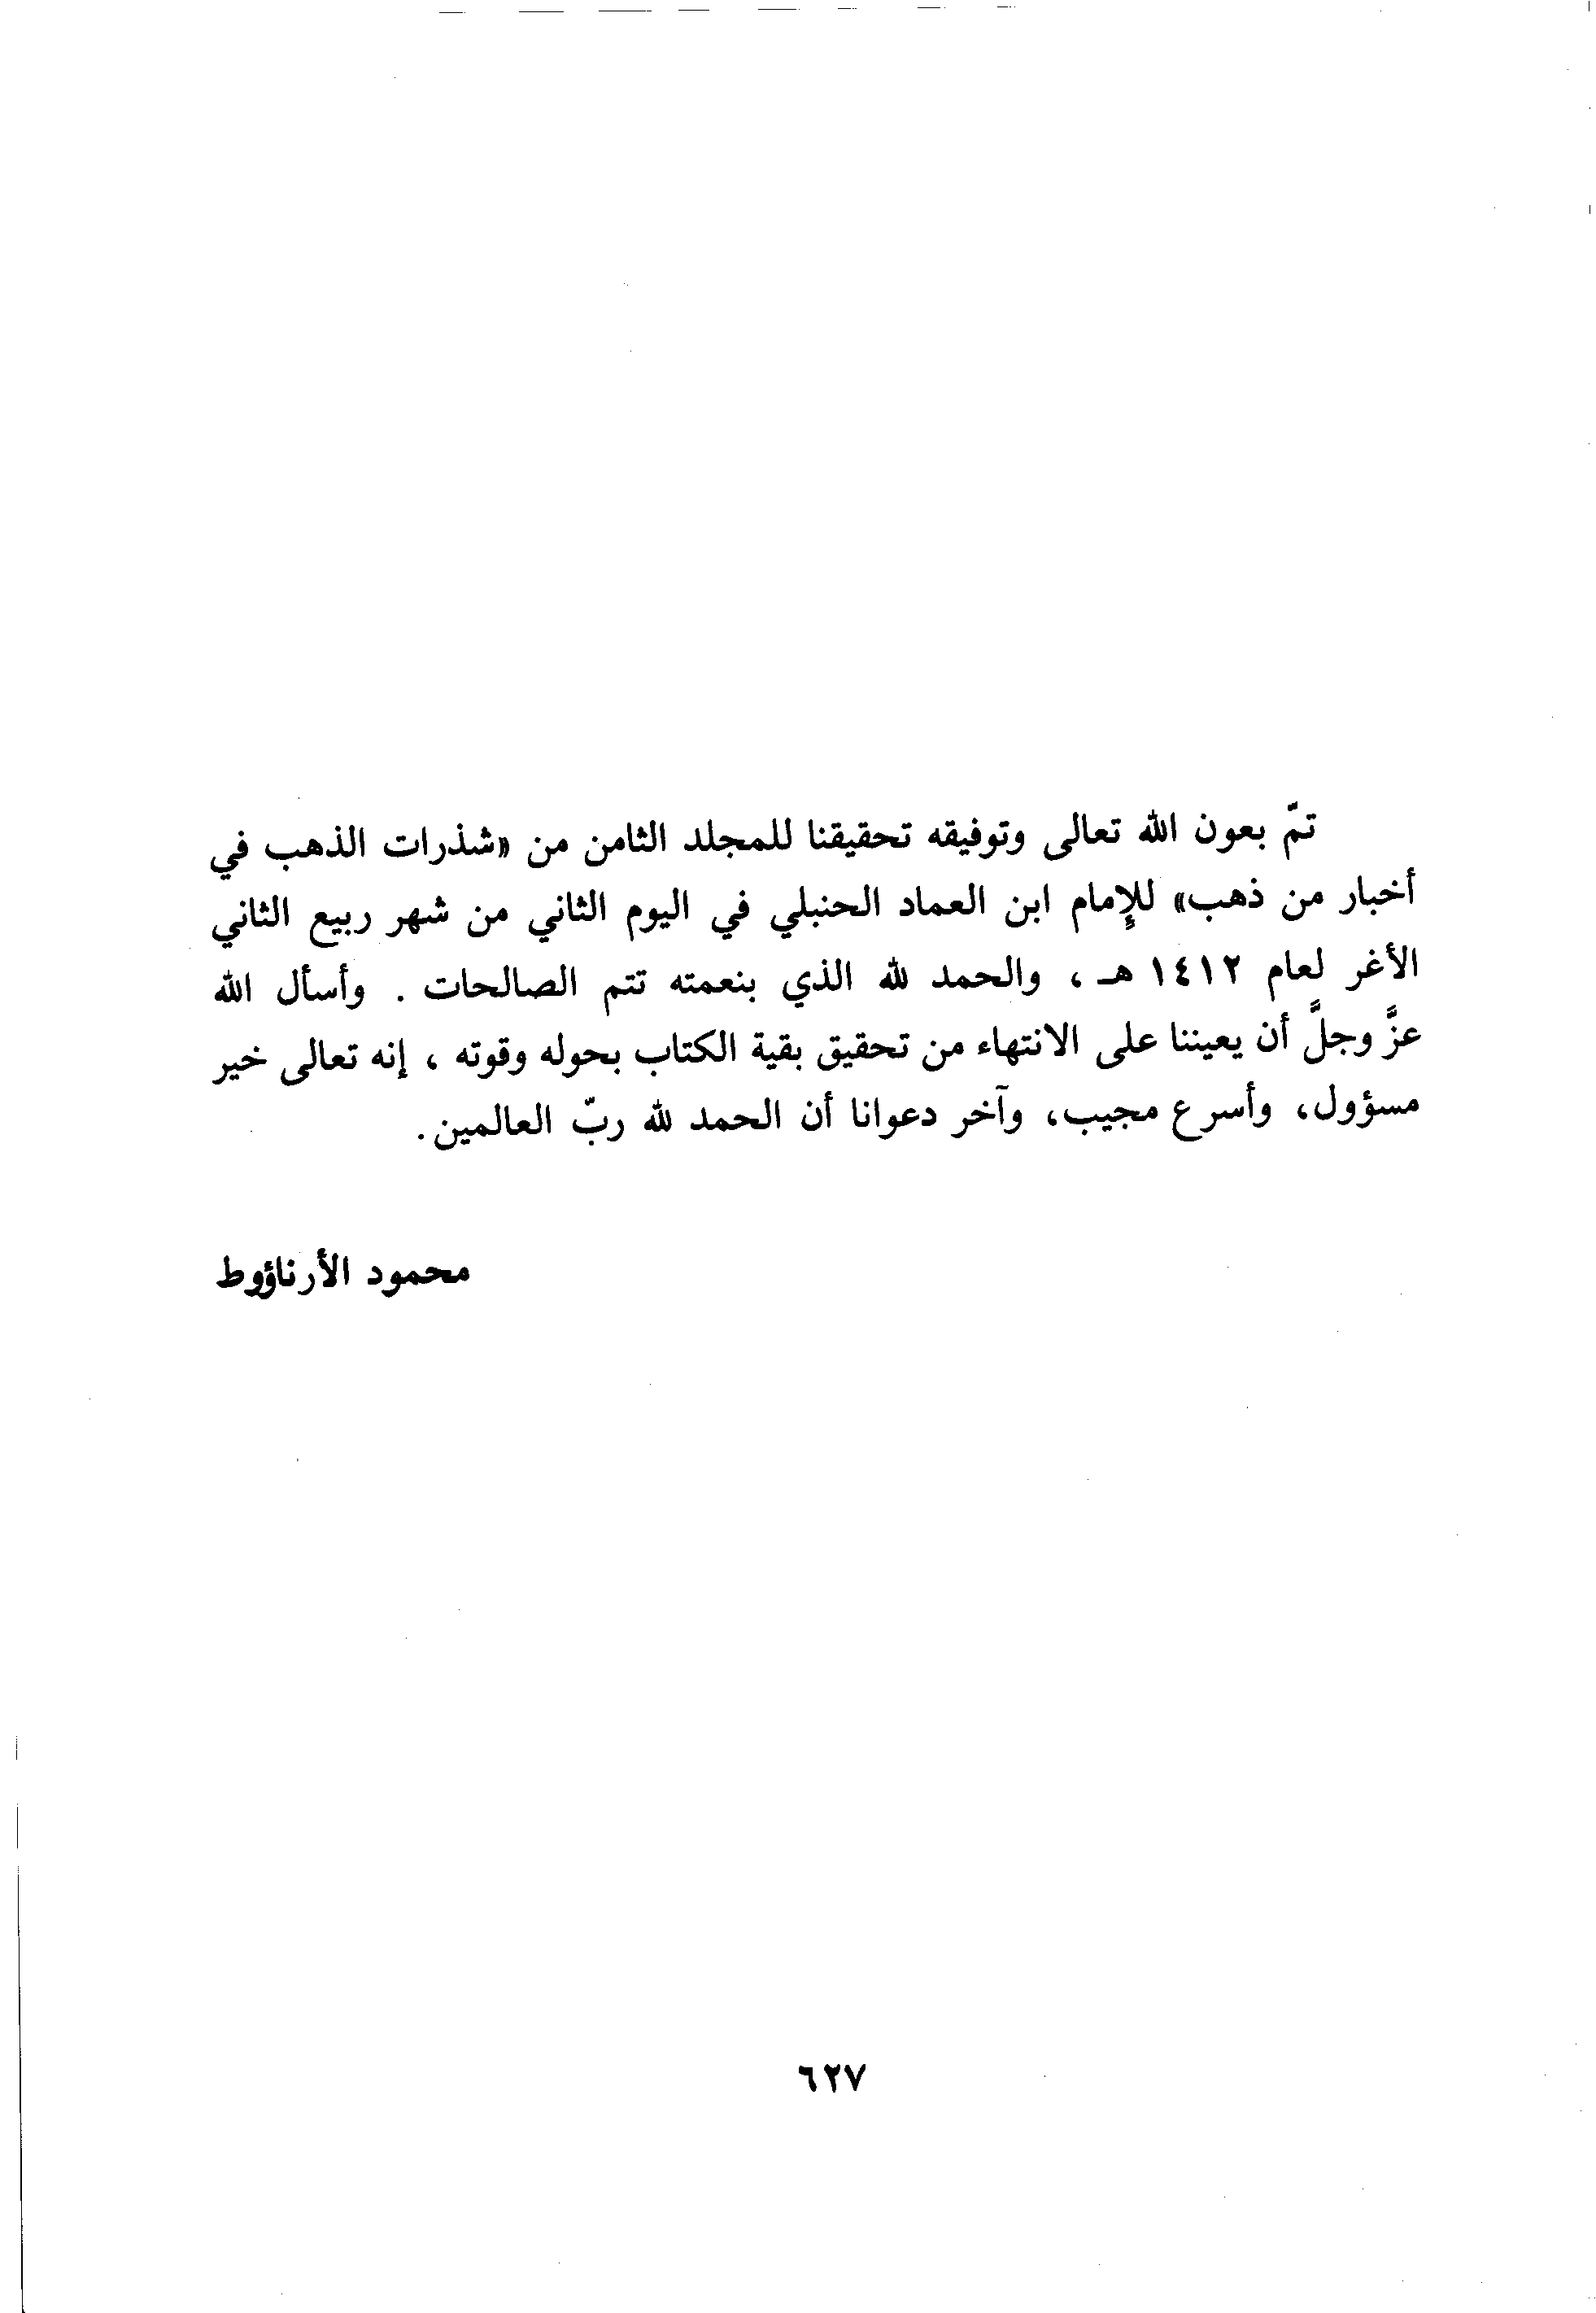 تمّ بعون الله تعالى وتوفيقه تحقيقنا للمجلد الثامن من «شذرات الذهب في
أخبار من ذهب» للإمام ابن العماد الحنبلي في اليوم الثاني من شهر ربيع الثاني
الأغر لعام ١٤١٢ هـ ، والحمد لله الذي بنعمته تتم الصالحات . وأسأل الله
عزَّ وجلَّ أن يعيننا على الانتهاء من تحقيق بقية الكتاب بحوله وقوته ، إنه تعالى خير
مسؤول، وأسرع مجيب، وآخر دعوانا أن الحمد لله ربّ العالمين.
محمود الأرناؤوط
٦٢٧